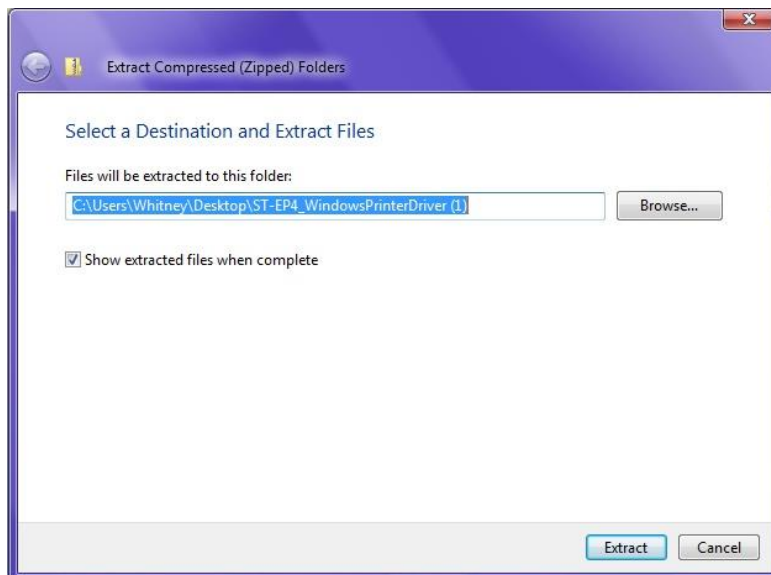 Extract Compressed (Zipped) Folders
Select a Destination and Extract Files
Files will be extracted to this folder:
C:\Users\Whitney\Desktop\ST-EP4_WindowsPrinterDriver (1)
Browse...
Show extracted files when complete
Extract
Cancel